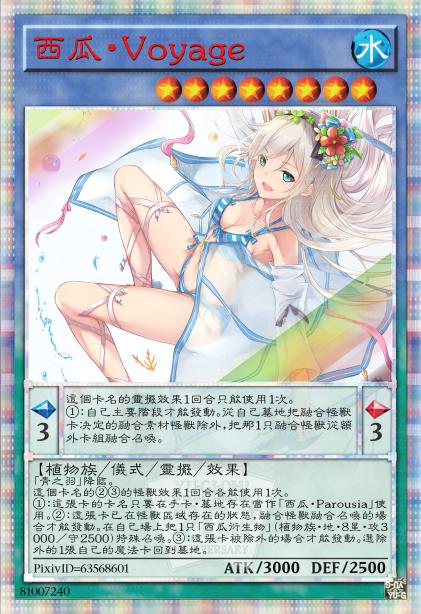 西瓜・Voyage
水
這個卡名的靈擺效果1回合只能使用1次。
①:自己主要階段才能發動。從自己墓地把融合怪獸
卡決定的融合素材怪獸除外,把那1只融合怪獸從額
外卡組融合召喚。
3
3
【植物族/儀式/靈擺/效果】
「青之羽」降臨。
這個卡名的②③的怪獸效果1回合各能使用1次。
①:這張卡的卡名只要在手卡・墓地存在當作「西瓜・Parousia」使
用。②:這張卡已在怪獸區域存在的狀態,融合怪獸融合召喚的場
合才能發動。在自己場上把1只「西瓜衍生物」(植物族・地・8星・攻3
000/守2500)特殊召喚。③:這張卡被除外的場合才能發動。選除
外的1張自己的魔法卡回到墓地。
PixivID=63568601
ATK/3000 DEF/2500
81007240